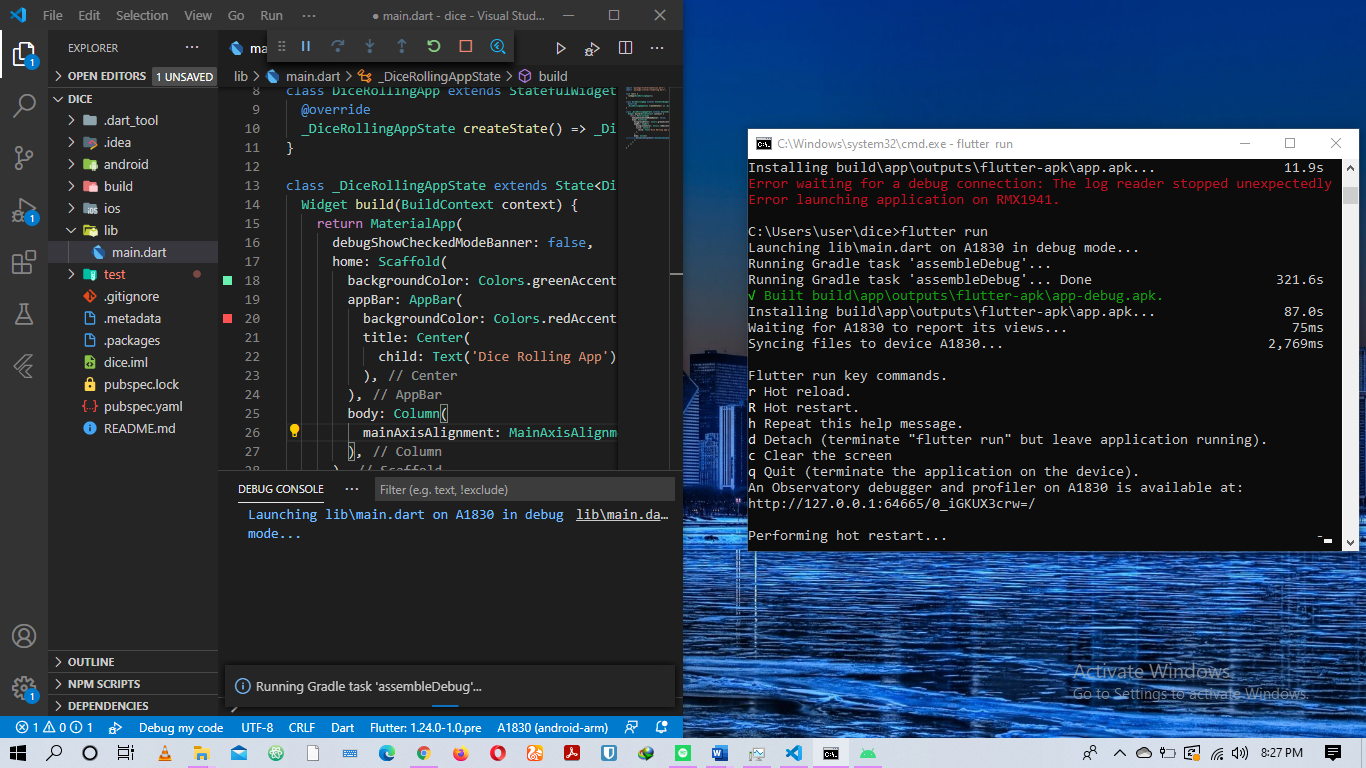 File Edit Selection View Go Run ··· ● main.dart - dice - Visual Stud...
EXPLORER
OPEN EDITORS 1 UNSAVED
DICE
.dart_tool
.idea
android
build
ios
lib
main.dart
test
.gitignore
.metadata
.packages
dice.iml
pubspec.lock
pubspec.yaml
README.md
OUTLINE
NPM SCRIPTS
DEPENDENCIES
1
1
1
lib > main.dart > _DiceRollingAppState > build
8 class DiceRollingApp extends StatefulWidget
9 @override
10 _DiceRollingAppState createState() => _Di
11 }
12
13 class _DiceRollingAppState extends State<Di
14 Widget build(BuildContext context) {
15 return MaterialApp(
16 debugShowCheckedModeBanner: false,
17 home: Scaffold(
18 backgroundColor: Colors.greenAccent
19 appBar: AppBar(
20 backgroundColor: Colors.redAccent
21 title: Center(
22 child: Text('Dice Rolling App')
23 ), // Center
24 ), // AppBar
25 body: Column(
26 mainAxisAlignment: MainAxisAlignm
27 ), // Column
28 ), // Scaffold
DEBUG CONSOLE ··· Filter (e.g. text, !exclude)
Launching lib\main.dart on A1830 in debug lib\main.da...
mode...
Running Gradle task 'assembleDebug'...
1 0 1 Debug my code UTF-8 CRLF Dart Flutter: 1.24.0-1.0.pre A1830 (android-arm)
C:\Windows\system32\cmd.exe - flutter run
Installing build\app\outputs\flutter-apk\app.apk... 11.9s
Error waiting for a debug connection: The log reader stopped unexpectedly
Error launching application on RMX1941.
C:\Users\user\dice>flutter run
Launching lib\main.dart on A1830 in debug mode...
Running Gradle task 'assembleDebug'...
Running Gradle task 'assembleDebug'... Done 321.6s
√ Built build\app\outputs\flutter-apk\app-debug.apk.
Installing build\app\outputs\flutter-apk\app.apk... 87.0s
Waiting for A1830 to report its views... 75ms
Syncing files to device A1830... 2,769ms
Flutter run key commands.
r Hot reload.
R Hot restart.
h Repeat this help message.
d Detach (terminate "flutter run" but leave application running).
c Clear the screen
q Quit (terminate the application on the device).
An Observatory debugger and profiler on A1830 is available at:
http://127.0.0.1:64665/0_iGKUX3crw=/
Performing hot restart... -
Activate Windows
Go to Settings to activate Windows.
8:27 PM